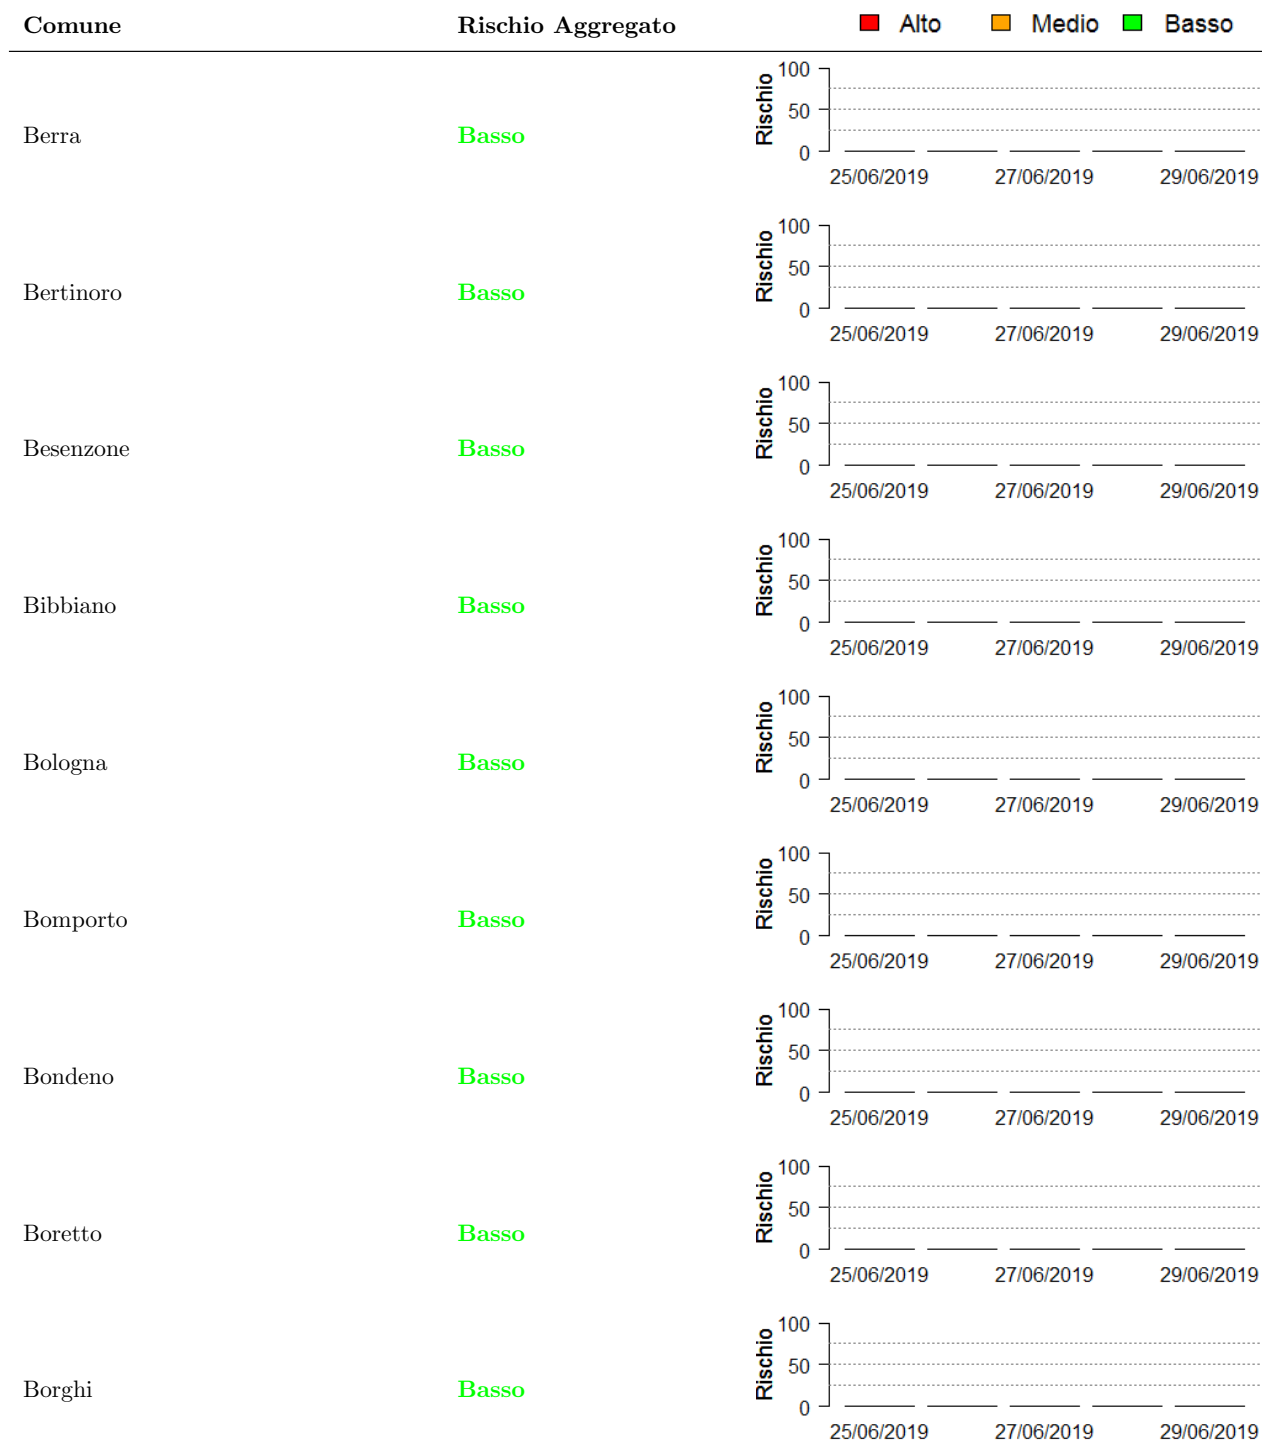 Comune Rischio Aggregato Alto Medio Basso
Berra Basso Rischio 100 50 0
25/06/2019 27/06/2019 29/06/2019
Bertinoro Basso Rischio 100 50 0
25/06/2019 27/06/2019 29/06/2019
Besenzone Basso Rischio 100 50 0
25/06/2019 27/06/2019 29/06/2019
Bibbiano Basso Rischio 100 50 0
25/06/2019 27/06/2019 29/06/2019
Bologna Basso Rischio 100 50 0
25/06/2019 27/06/2019 29/06/2019
Bomporto Basso Rischio 100 50 0
25/06/2019 27/06/2019 29/06/2019
Bondeno Basso Rischio 100 50 0
25/06/2019 27/06/2019 29/06/2019
Boretto Basso Rischio 100 50 0
25/06/2019 27/06/2019 29/06/2019
Borghi Basso Rischio 100 50 0
25/06/2019 27/06/2019 29/06/2019